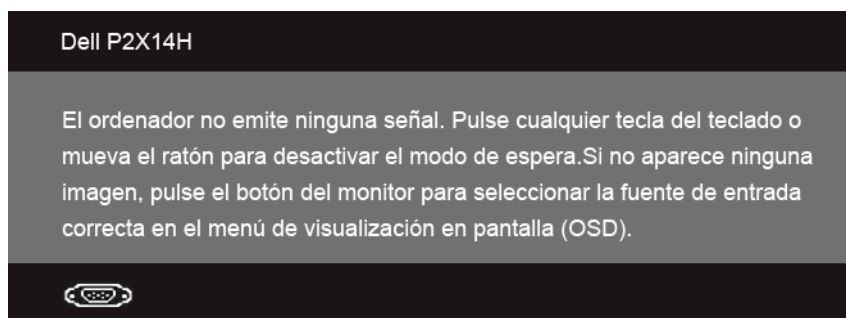 Dell P2X14H
El ordenador no emite ninguna señal. Pulse cualquier tecla del teclado o
mueva el ratón para desactivar el modo de espera.Si no aparece ninguna
imagen, pulse el botón del monitor para seleccionar la fuente de entrada
correcta en el menú de visualización en pantalla (OSD).